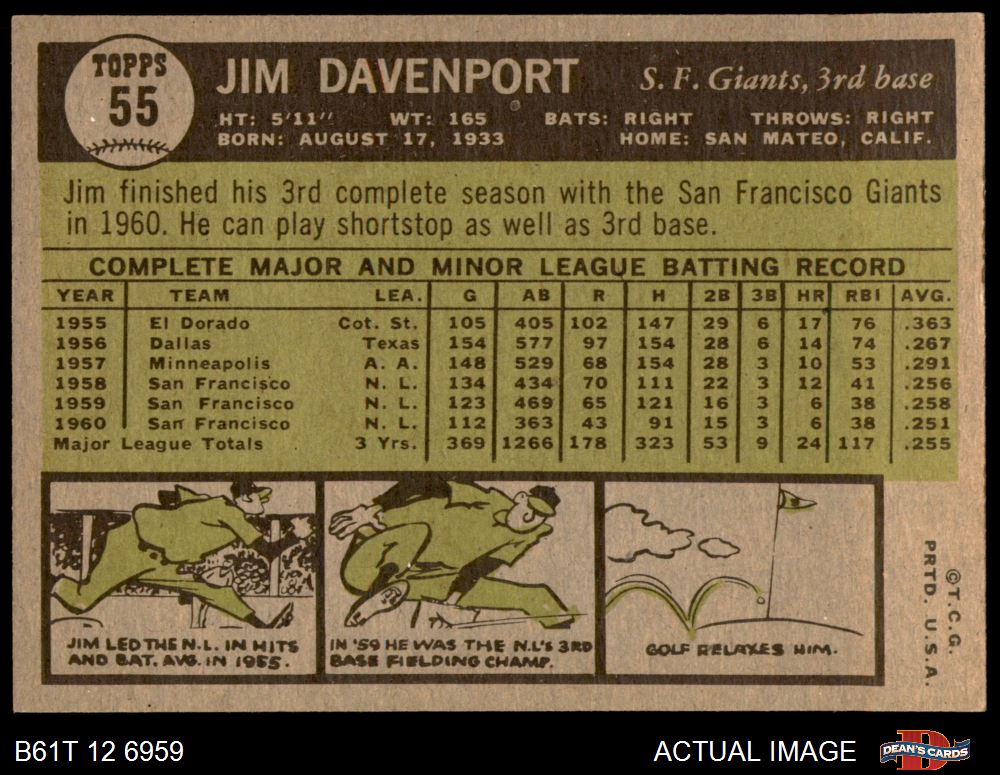 TOPPS
55
JIM DAVENPORT
S. F. Giants, 3rd base
HT: 5'11'' WT: 165 BATS: RIGHT THROWS: RIGHT
BORN: AUGUST 17, 1933 HOME: SAN MATEO, CALIF.
Jim finished his 3rd complete season with the San Francisco Giants
in 1960. He can play shortstop as well as 3rd base.
COMPLETE MAJOR AND MINOR LEAGUE BATTING RECORD
YEAR TEAM LEA. G AB R H 2B 3B HR RBI AVG.
1955 El Dorado Cot. St. 105 405 102 147 29 6 17 76 .363
1956 Dallas Texas 154 577 97 154 28 6 14 74 .267
1957 Minneapolis A. A. 148 529 68 154 28 3 10 53 .291
1958 San Francisco N. L. 134 434 70 111 22 3 12 41 .256
1959 San Francisco N. L. 123 469 65 121 16 3 6 38 .258
1960 San Francisco N. L. 112 363 43 91 15 3 6 38 .251
Major League Totals 3 Yrs. 369 1266 178 323 53 9 24 117 .255
JIM LED THE N.L. IN HITS
AND BAT. AVG. IN 1955.
IN '59 HE WAS THE N.L'S 3RD
BASE FIELDING CHAMP.
GOLF RELAXES HIM.
©T.C.G.
PRTD. U.S.A.
B61T 12 6959
ACTUAL IMAGE
DEAN'S CARDS